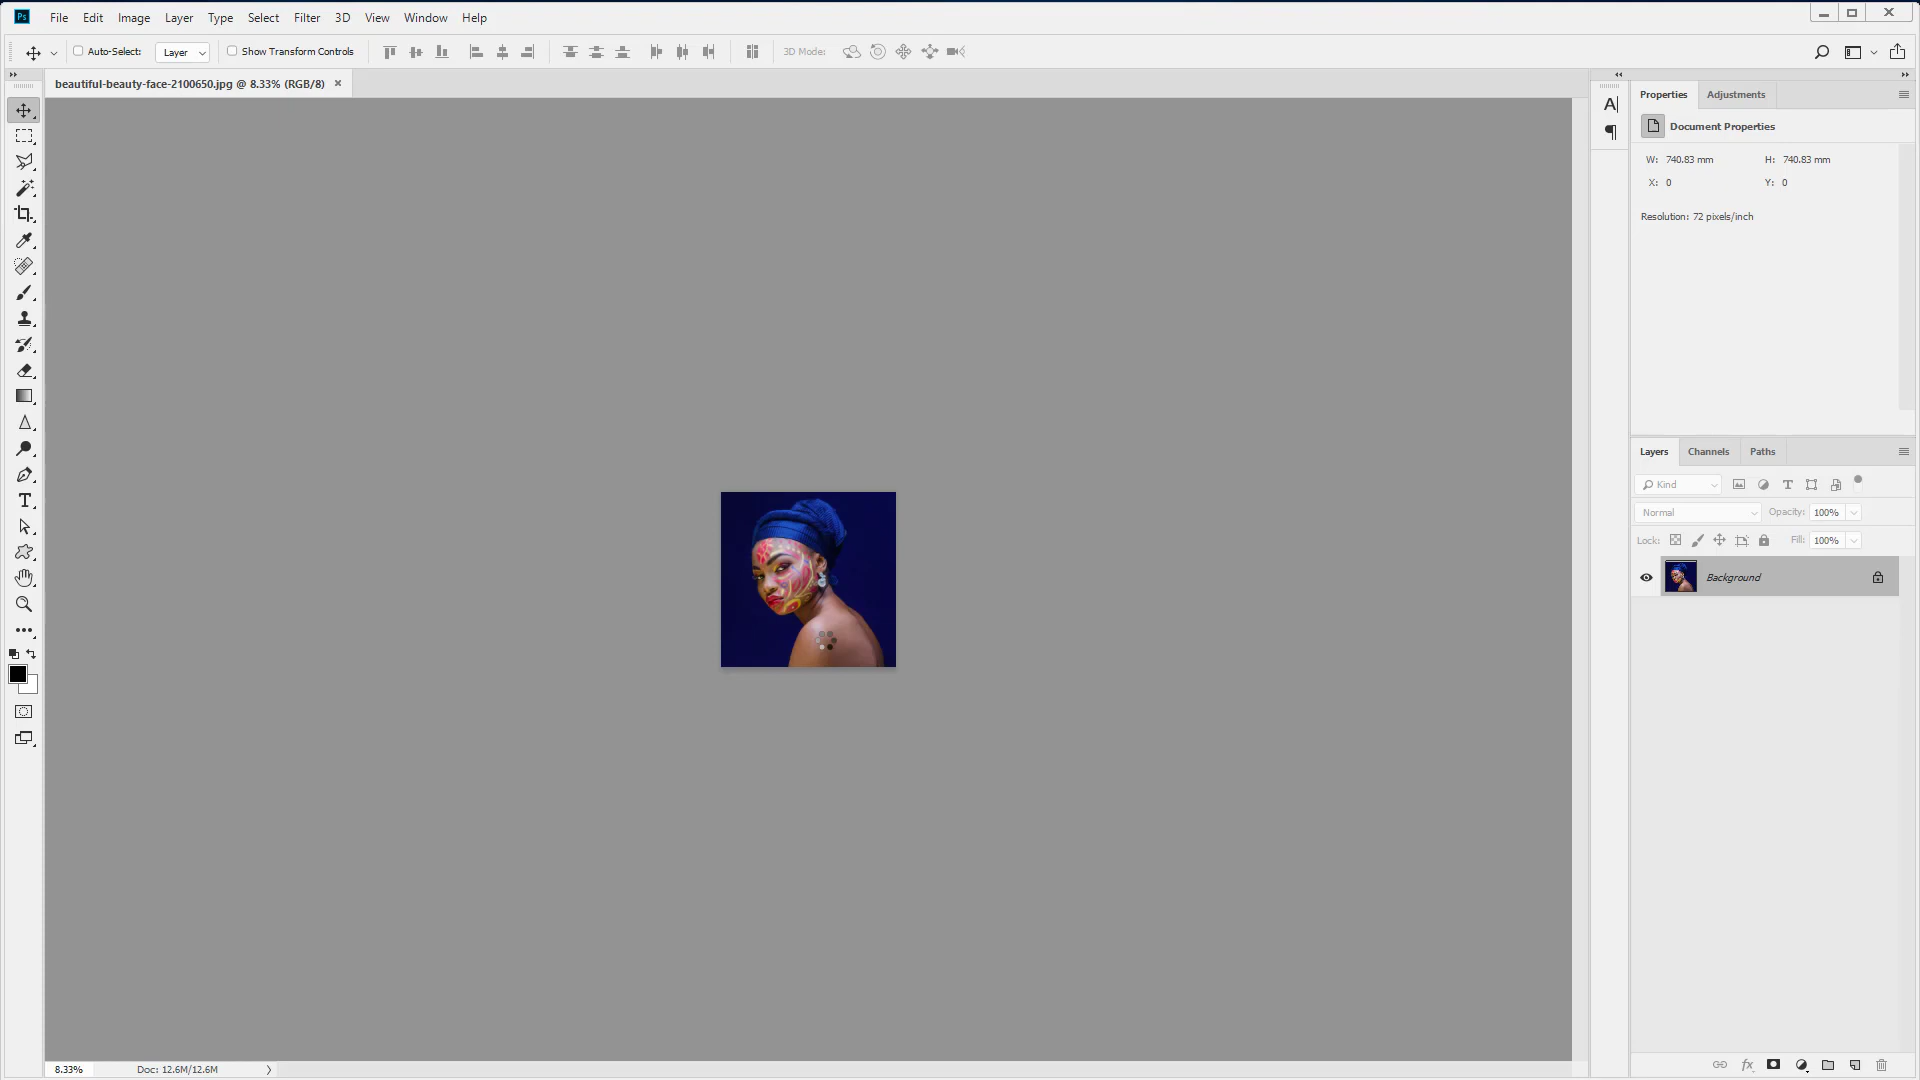 Ps File Edit Image Layer Type Select Filter 3D View Window Help
Auto-Select: Layer Show Transform Controls 3D Mode:
beautiful-beauty-face-2100650.jpg @ 8.33% (RGB/8)
Properties Adjustments
Document Properties
W: 740.83 mm H: 740.83 mm
X: 0 Y: 0
Resolution: 72 pixels/inch
Layers Channels Paths
Kind
Normal Opacity: 100%
Lock: Fill: 100%
Background
8.33% Doc: 12.6M/12.6M